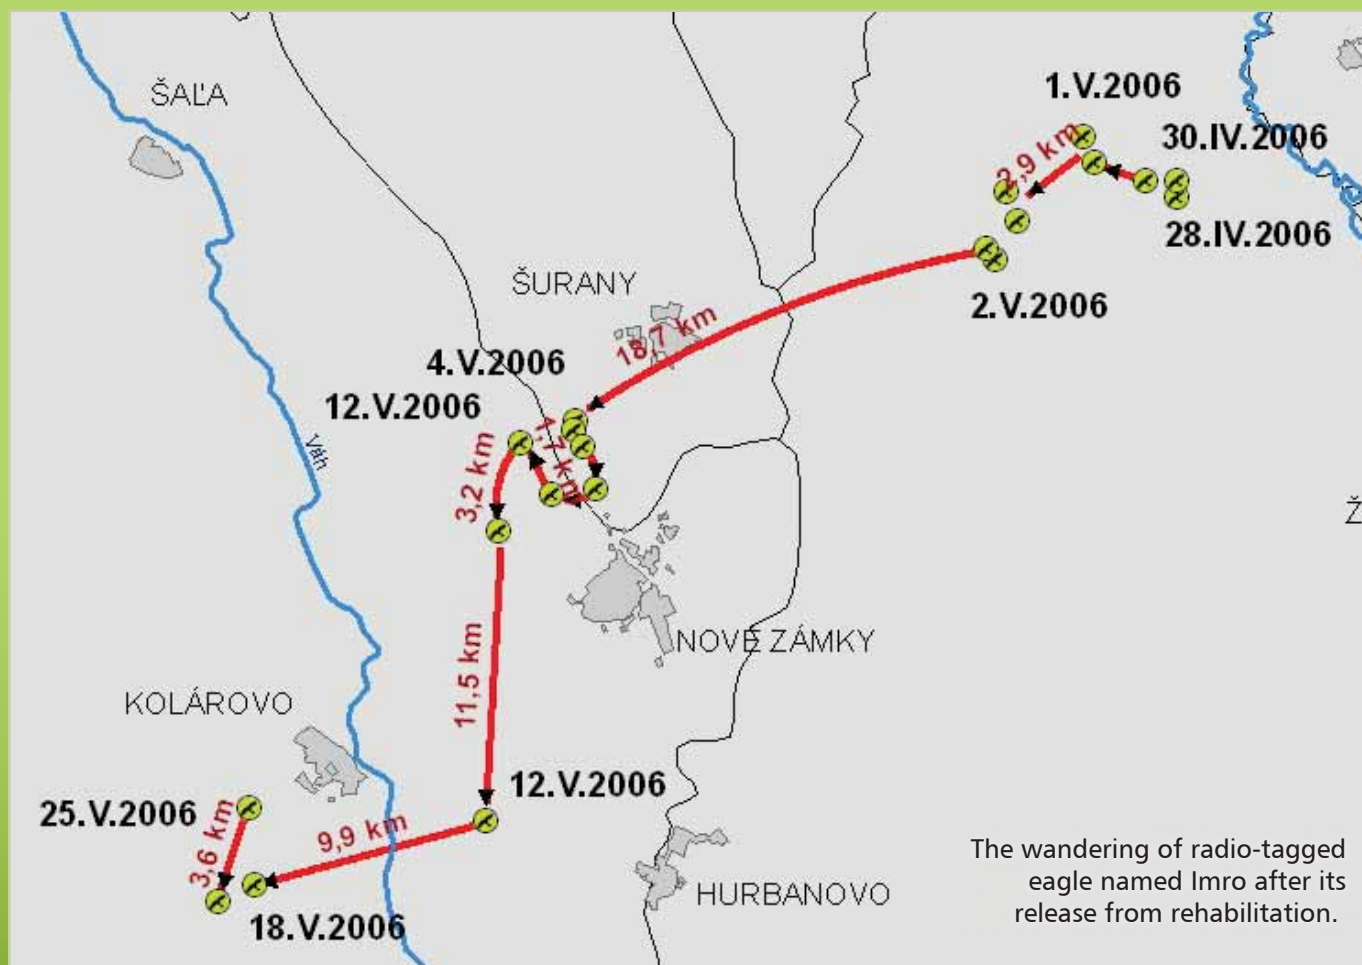 ŠAĽA
1.V.2006
30.IV.2006
2,9 km
28.IV.2006
ŠURANY
2.V.2006
18,7 km
4.V.2006
12.V.2006
1,7 km
3,2 km
Váh
Ž
11,5 km
NOVÉ ZÁMKY
KOLÁROVO
12.V.2006
25.V.2006
3,6 km
9,9 km
18.V.2006
HURBANOVO
The wandering of radio-tagged
eagle named Imro after its
release from rehabilitation.